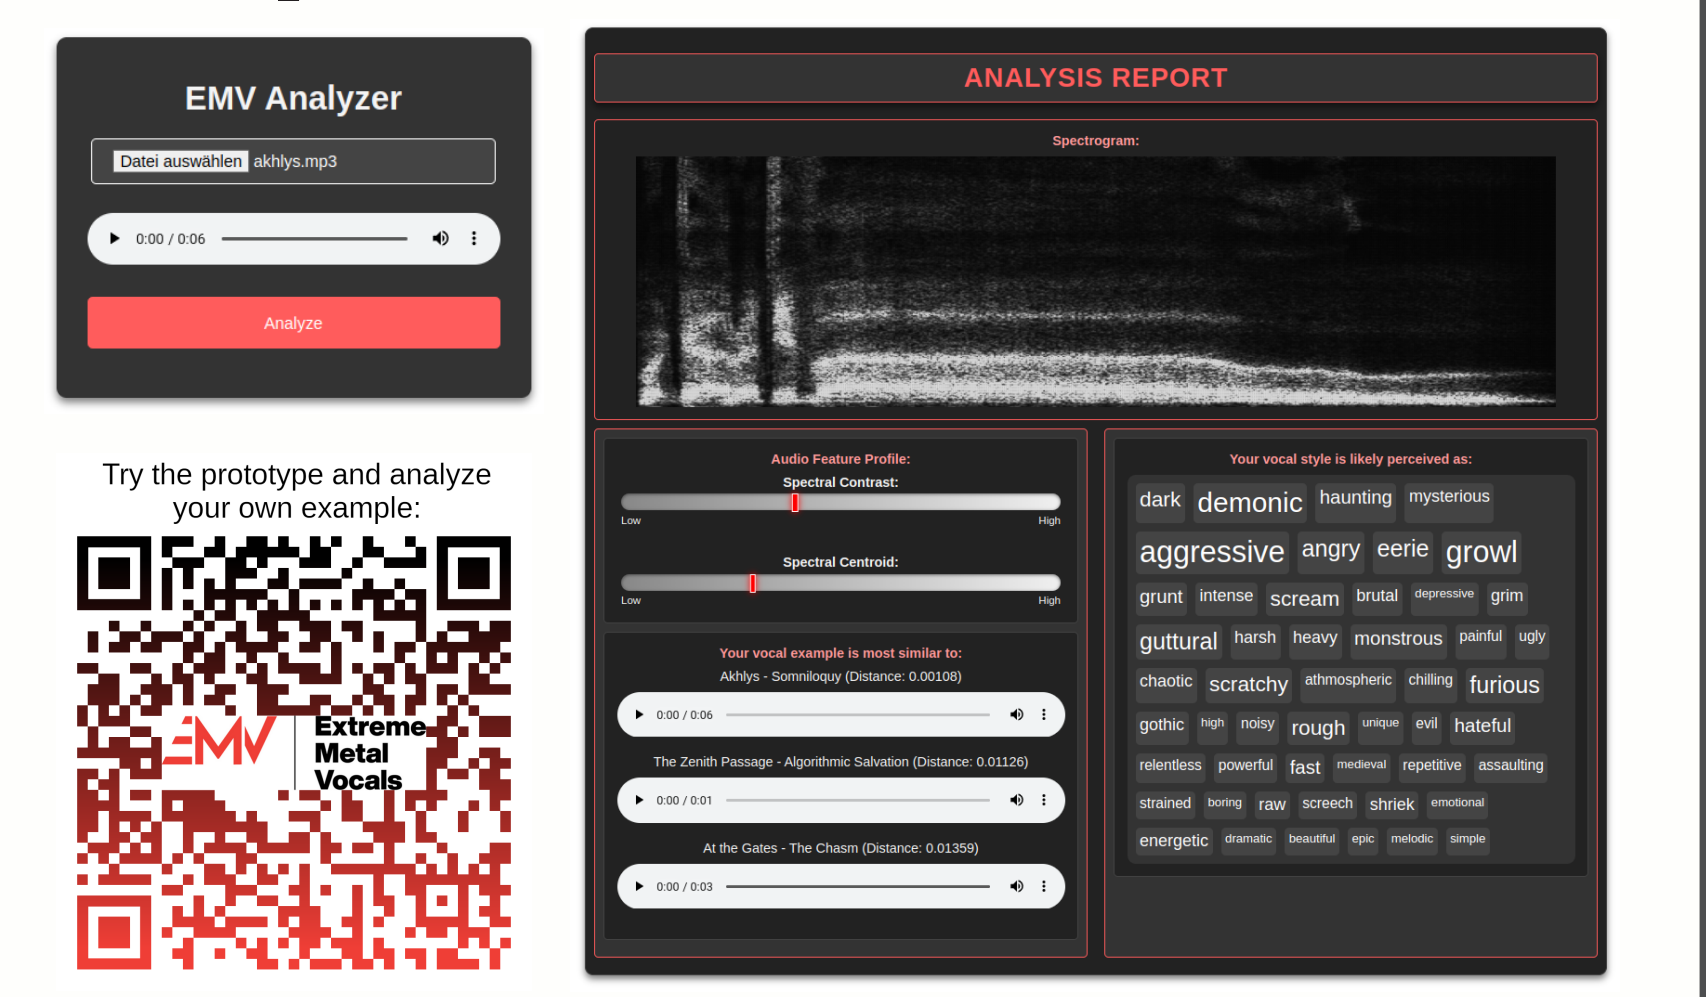 EMV Analyzer
Datei auswählen akhlys.mp3
0:00 / 0:06
Analyze
Try the prototype and analyze
your own example:
EMV
Extreme
Metal
Vocals
ANALYSIS REPORT
Spectrogram:
Audio Feature Profile:
Spectral Contrast:
Low High
Spectral Centroid:
Low High
Your vocal example is most similar to:
Akhlys - Somniloquy (Distance: 0.00108)
0:00 / 0:06
The Zenith Passage - Algorithmic Salvation (Distance: 0.01126)
0:00 / 0:01
At the Gates - The Chasm (Distance: 0.01359)
0:00 / 0:03
Your vocal style is likely perceived as:
dark demonic haunting mysterious
aggressive angry eerie growl
grunt intense scream brutal depressive grim
guttural harsh heavy monstrous painful ugly
chaotic scratchy athmospheric chilling furious
gothic high noisy rough unique evil hateful
relentless powerful fast medieval repetitive assaulting
strained boring raw screech shriek emotional
energetic dramatic beautiful epic melodic simple